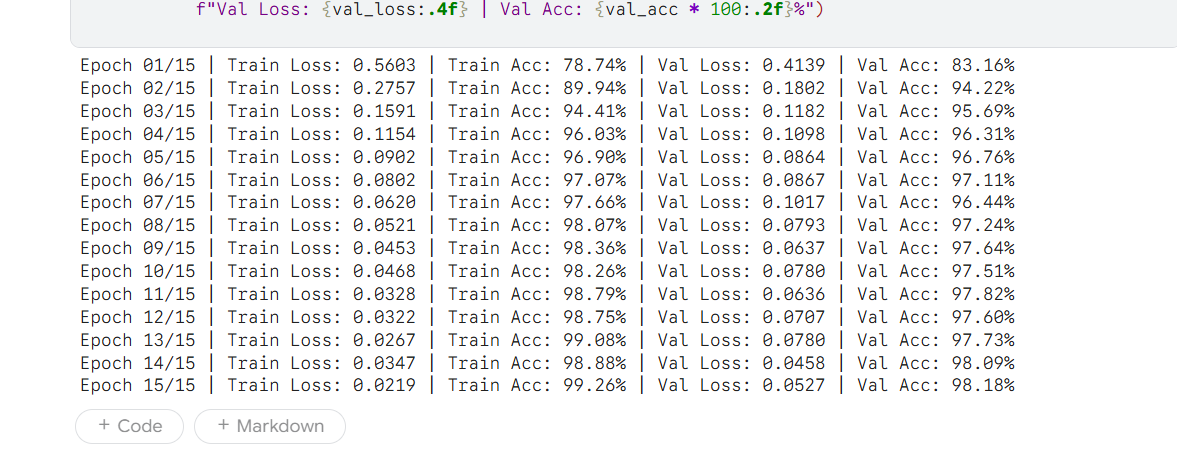 f"Val Loss: {val_loss:.4f} | Val Acc: {val_acc * 100:.2f}%")
Epoch 01/15 | Train Loss: 0.5603 | Train Acc: 78.74% | Val Loss: 0.4139 | Val Acc: 83.16%
Epoch 02/15 | Train Loss: 0.2757 | Train Acc: 89.94% | Val Loss: 0.1802 | Val Acc: 94.22%
Epoch 03/15 | Train Loss: 0.1591 | Train Acc: 94.41% | Val Loss: 0.1182 | Val Acc: 95.69%
Epoch 04/15 | Train Loss: 0.1154 | Train Acc: 96.03% | Val Loss: 0.1098 | Val Acc: 96.31%
Epoch 05/15 | Train Loss: 0.0902 | Train Acc: 96.90% | Val Loss: 0.0864 | Val Acc: 96.76%
Epoch 06/15 | Train Loss: 0.0802 | Train Acc: 97.07% | Val Loss: 0.0867 | Val Acc: 97.11%
Epoch 07/15 | Train Loss: 0.0620 | Train Acc: 97.66% | Val Loss: 0.1017 | Val Acc: 96.44%
Epoch 08/15 | Train Loss: 0.0521 | Train Acc: 98.07% | Val Loss: 0.0793 | Val Acc: 97.24%
Epoch 09/15 | Train Loss: 0.0453 | Train Acc: 98.36% | Val Loss: 0.0637 | Val Acc: 97.64%
Epoch 10/15 | Train Loss: 0.0468 | Train Acc: 98.26% | Val Loss: 0.0780 | Val Acc: 97.51%
Epoch 11/15 | Train Loss: 0.0328 | Train Acc: 98.79% | Val Loss: 0.0636 | Val Acc: 97.82%
Epoch 12/15 | Train Loss: 0.0322 | Train Acc: 98.75% | Val Loss: 0.0707 | Val Acc: 97.60%
Epoch 13/15 | Train Loss: 0.0267 | Train Acc: 99.08% | Val Loss: 0.0780 | Val Acc: 97.73%
Epoch 14/15 | Train Loss: 0.0347 | Train Acc: 98.88% | Val Loss: 0.0458 | Val Acc: 98.09%
Epoch 15/15 | Train Loss: 0.0219 | Train Acc: 99.26% | Val Loss: 0.0527 | Val Acc: 98.18%
+ Code + Markdown